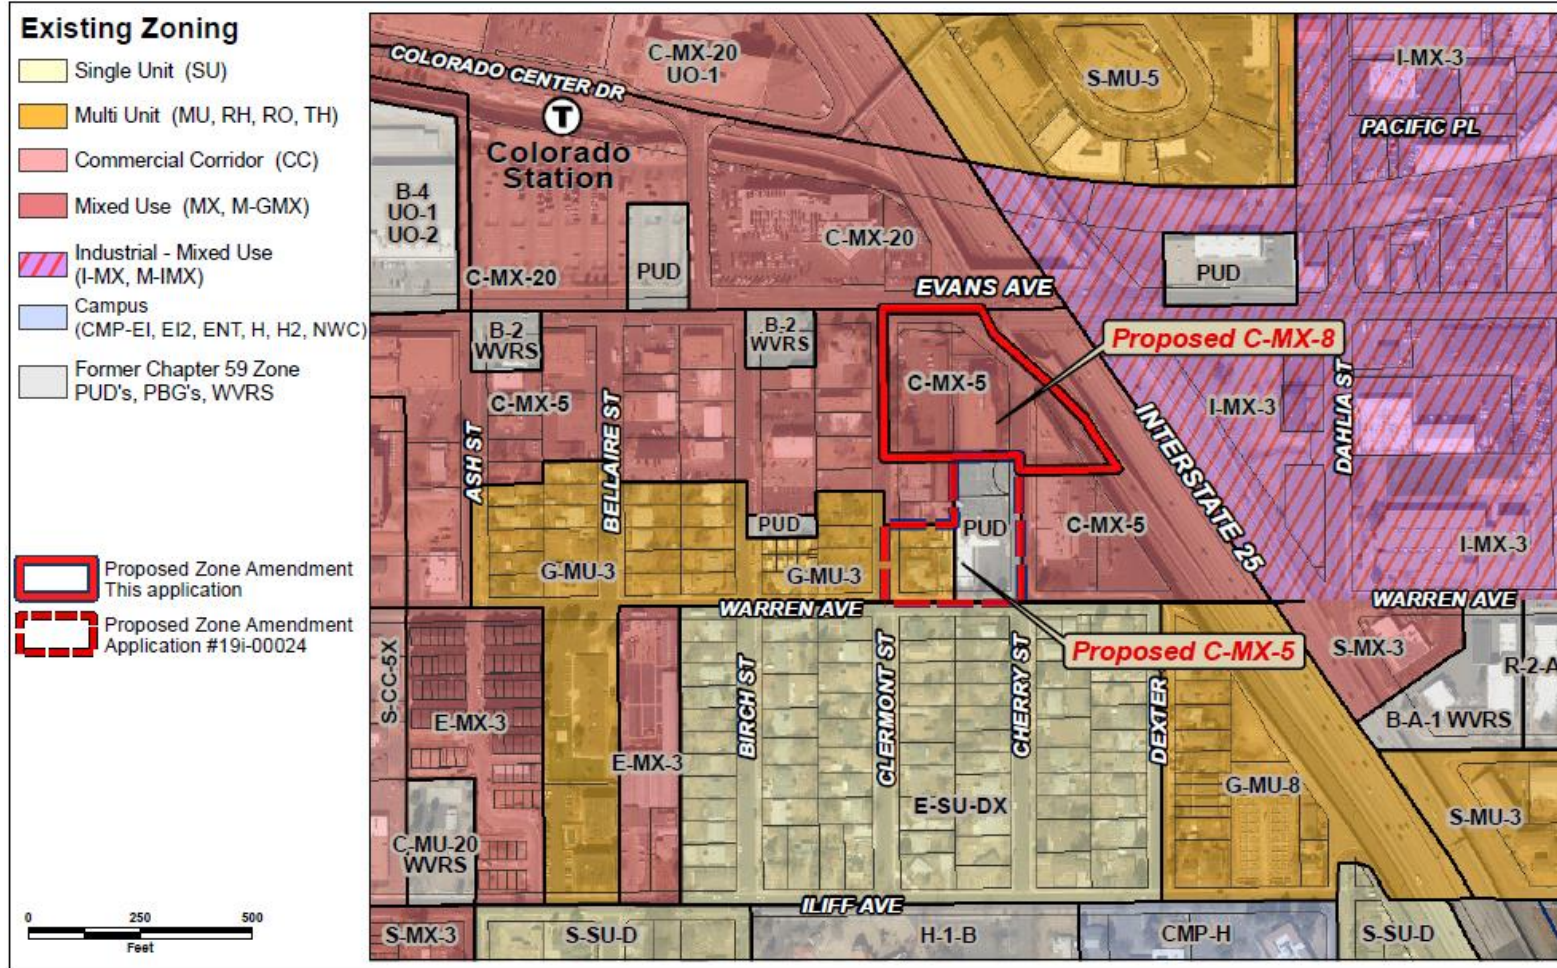 Existing Zoning
Single Unit (SU)
Multi Unit (MU, RH, RO, TH)
Commercial Corridor (CC)
Mixed Use (MX, M-GMX)
Industrial - Mixed Use
(I-MX, M-IMX)
Campus
(CMP-EI, EI2, ENT, H, H2, NWC)
Former Chapter 59 Zone
PUD's, PBG's, WVRS
Proposed Zone Amendment
This application
Proposed Zone Amendment
Application #19i-00024
0 250 500
Feet
COLORADO CENTER DR
C-MX-20
UO-1
S-MU-5
I-MX-3
PACIFIC PL
T
Colorado
Station
B-4
UO-1
UO-2
C-MX-20
PUD
C-MX-20
PUD
EVANS AVE
B-2
WVRS
B-2
WVRS
Proposed C-MX-8
C-MX-5
C-MX-5
I-MX-3
DAHLIA ST
ASH ST
BELLAIRE ST
INTERSTATE 25
PUD
PUD
C-MX-5
I-MX-3
G-MU-3
G-MU-3
WARREN AVE
WARREN AVE
Proposed C-MX-5
S-MX-3
R-2-A
S-CC-5X
E-MX-3
BIRCH ST
CLERMONT ST
CHERRY ST
DEXTER
B-A-1 WVRS
E-MX-3
E-SU-DX
G-MU-8
S-MU-3
C-MU-20
WVRS
ILIFF AVE
S-MX-3
S-SU-D
H-1-B
CMP-H
S-SU-D